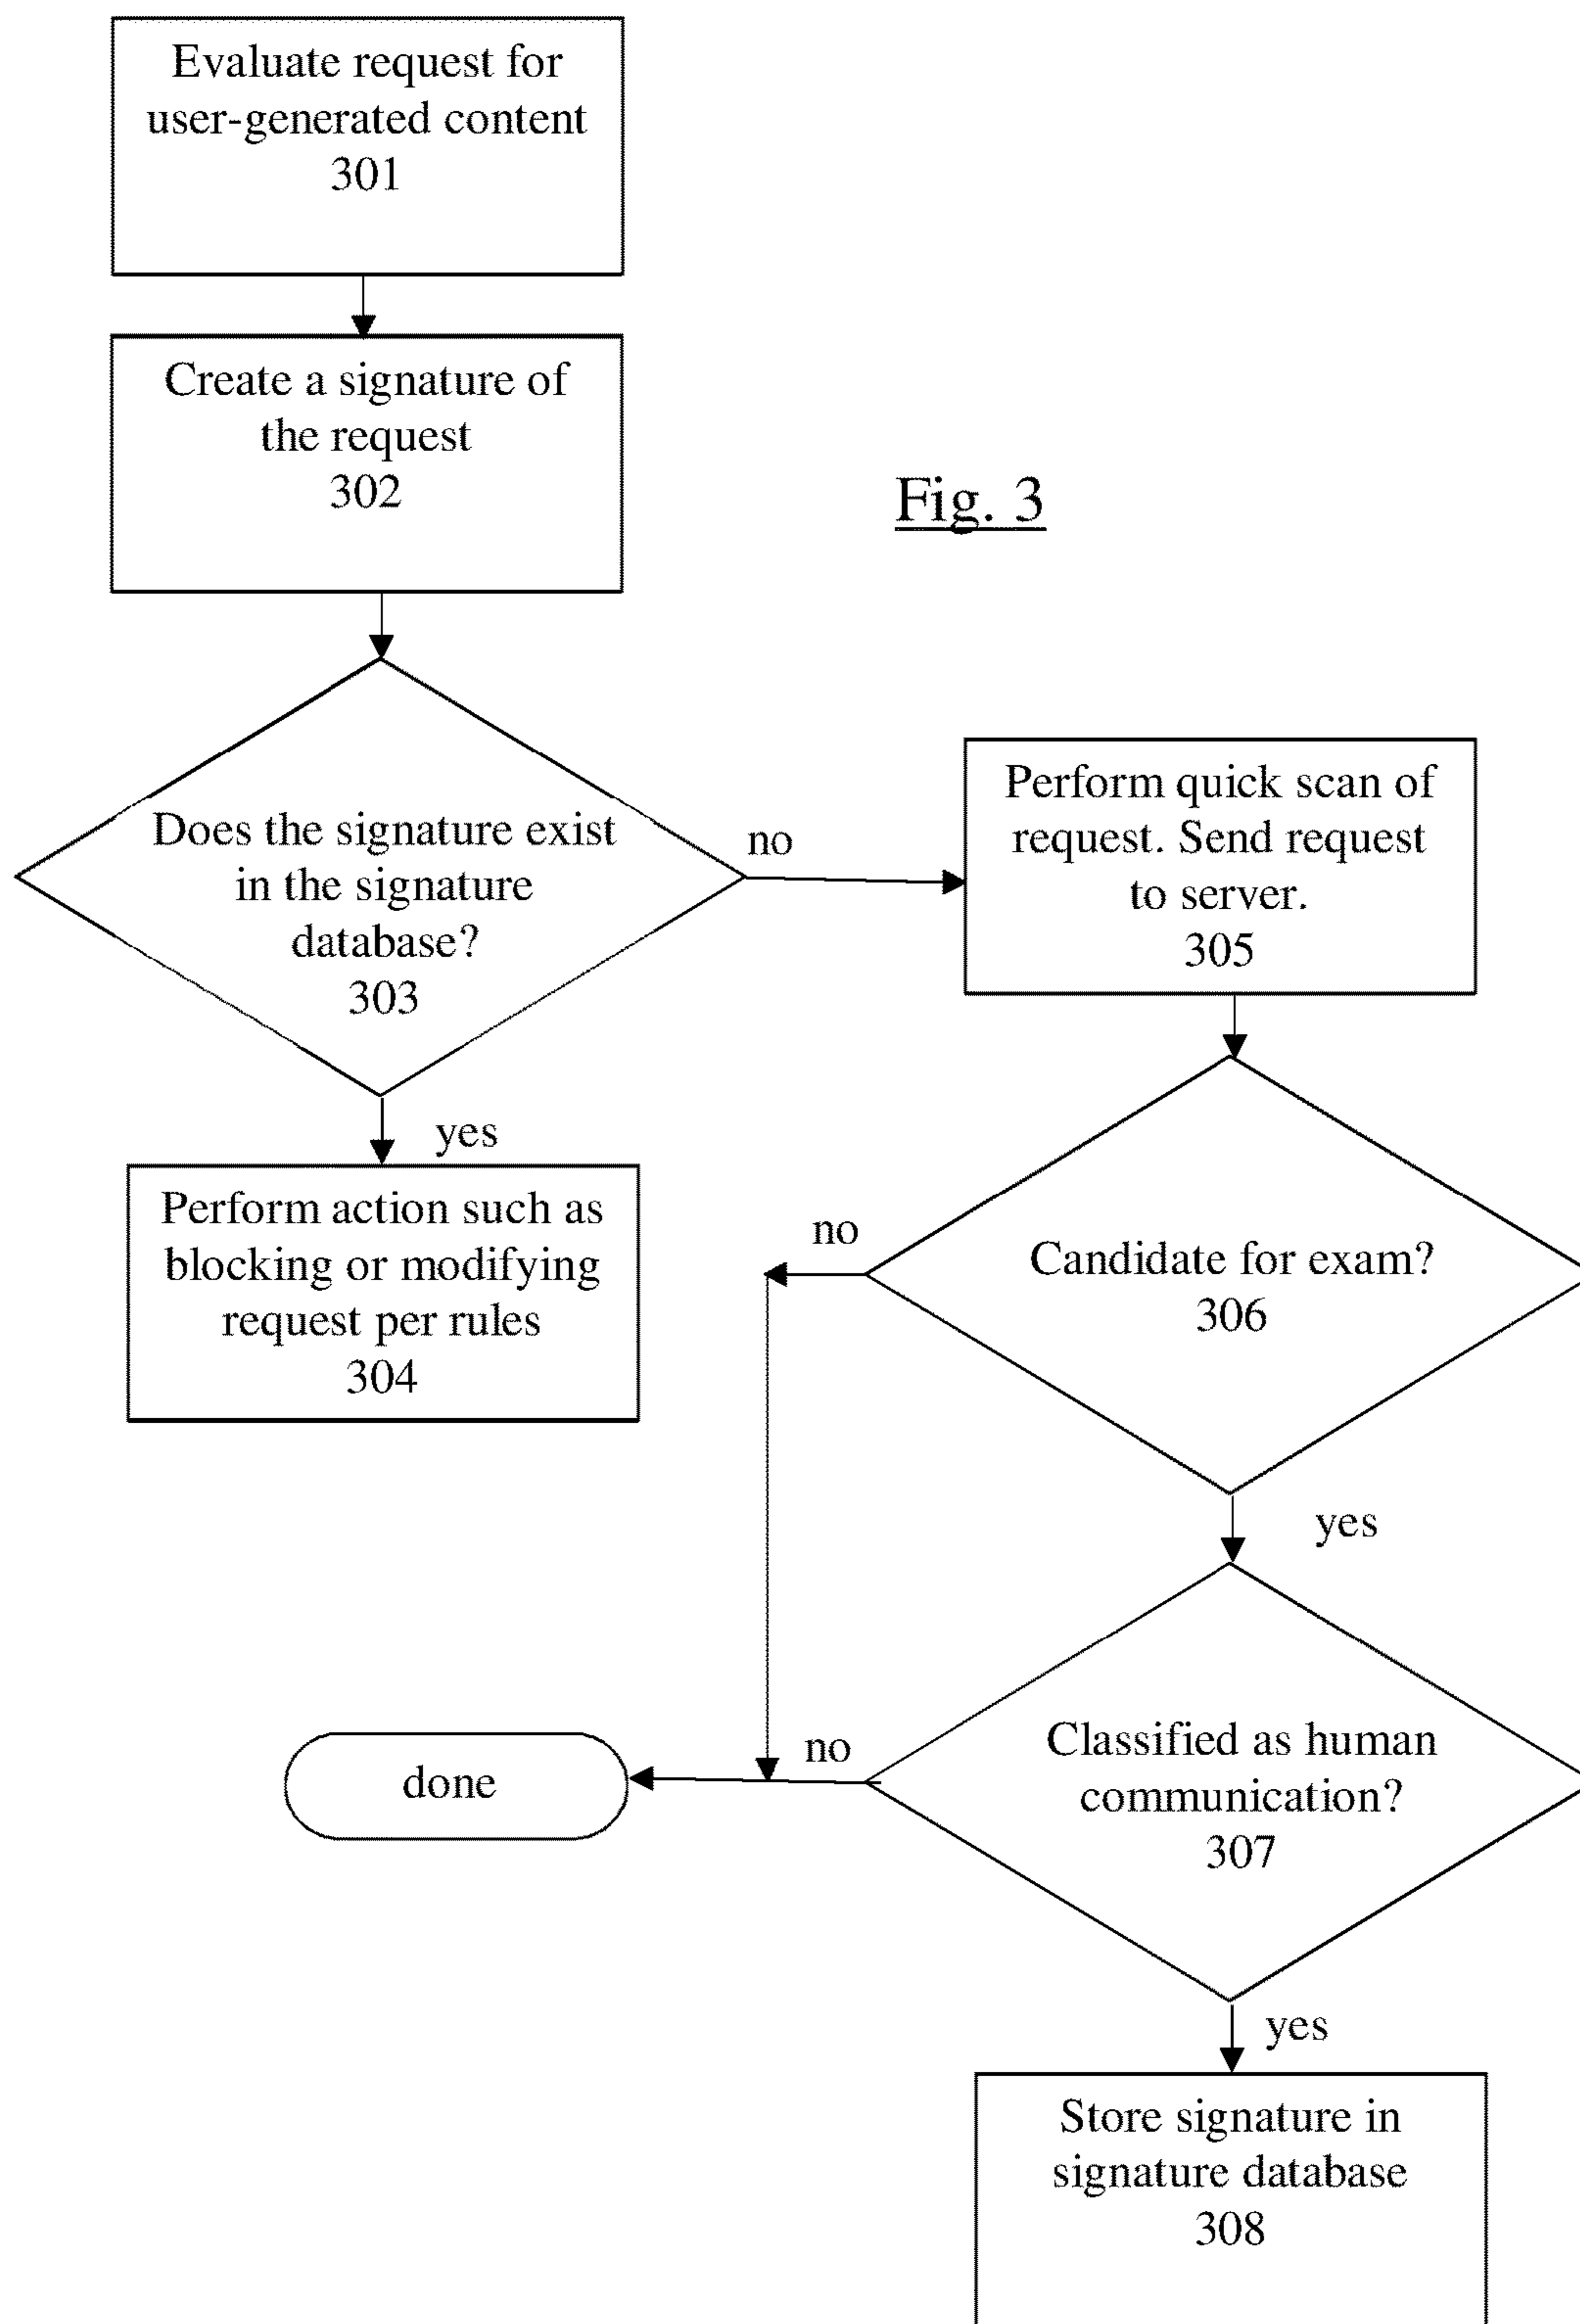 Evaluate request for
user-generated content
301
Create a signature of
the request
302
Fig. 3
Does the signature exist
in the signature
database?
303
no
yes
Perform action such as
blocking or modifying
request per rules
304
Perform quick scan of
request. Send request
to server.
305
Candidate for exam?
306
no
yes
Classified as human
communication?
307
no
done
yes
Store signature in
signature database
308